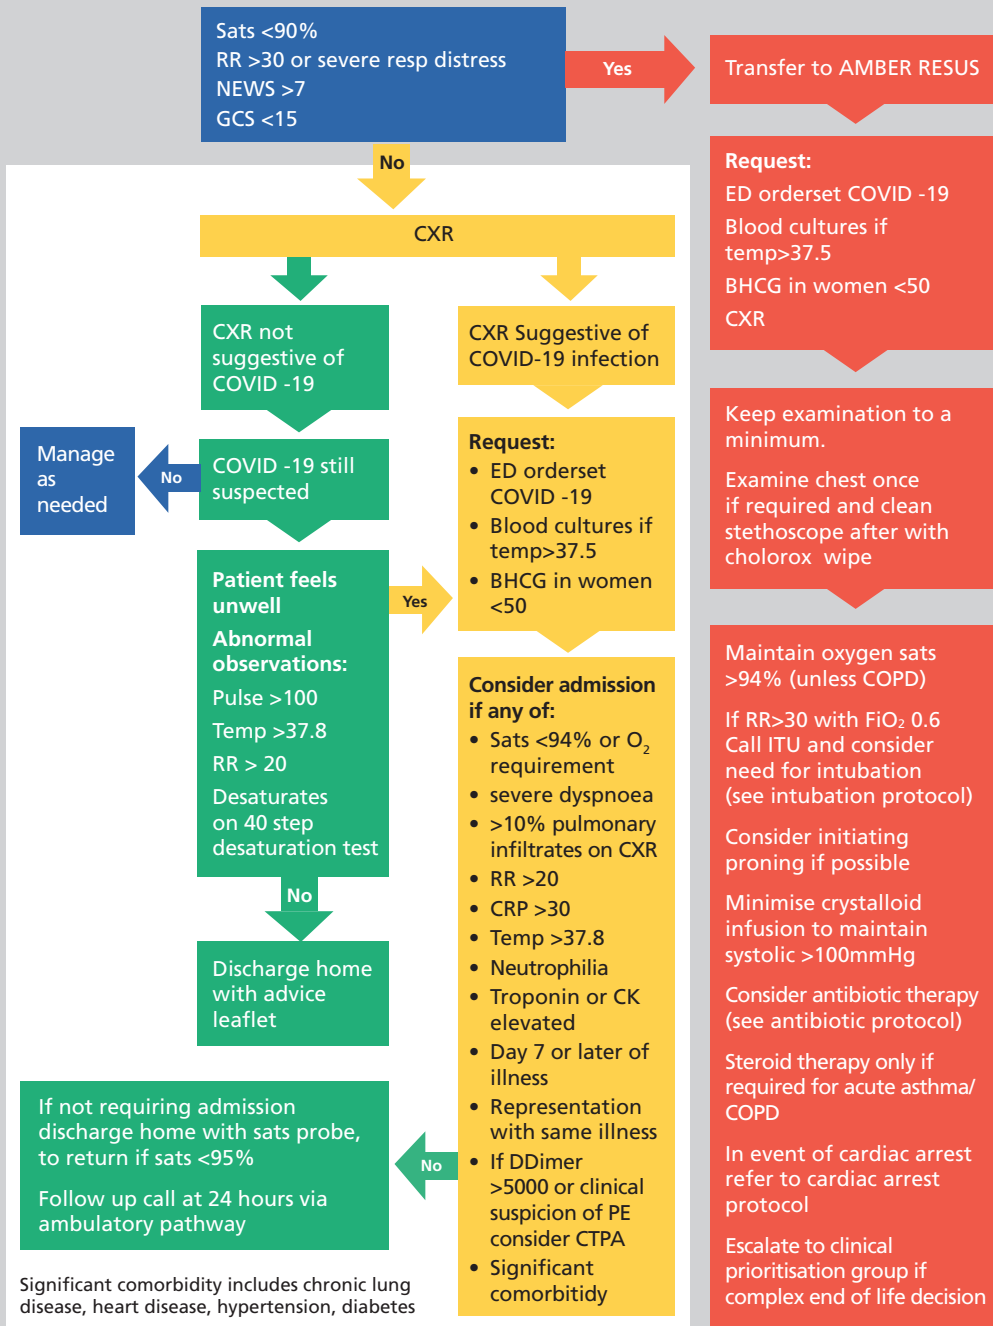 Sats <90%
RR >30 or severe resp distress
NEWS >7
GCS <15
Yes
Transfer to AMBER RESUS
Request:
ED orderset COVID -19
Blood cultures if
temp>37.5
BHCG in women <50
CXR
Keep examination to a
minimum.
Examine chest once
if required and clean
stethoscope after with
cholorox wipe
Maintain oxygen sats
>94% (unless COPD)
If RR>30 with FiO₂ 0.6
Call ITU and consider
need for intubation
(see intubation protocol)
Consider initiating
proning if possible
Minimise crystalloid
infusion to maintain
systolic >100mmHg
Consider antibiotic therapy
(see antibiotic protocol)
Steroid therapy only if
required for acute asthma/
COPD
In event of cardiac arrest
refer to cardiac arrest
protocol
Escalate to clinical
prioritisation group if
complex end of life decision
No
CXR
CXR not
suggestive of
COVID -19
COVID -19 still
suspected
No
Manage
as
needed
Patient feels
unwell
Abnormal
observations:
Pulse >100
Temp >37.8
RR > 20
Desaturates
on 40 step
desaturation test
Yes
No
Discharge home
with advice
leaflet
CXR Suggestive of
COVID-19 infection
Request:
• ED orderset
COVID -19
• Blood cultures if
temp>37.5
• BHCG in women
<50
Consider admission
if any of:
• Sats <94% or O₂
requirement
• severe dyspnoea
• >10% pulmonary
infiltrates on CXR
• RR >20
• CRP >30
• Temp >37.8
• Neutrophilia
• Troponin or CK
elevated
• Day 7 or later of
illness
• Representation
with same illness
• If DDimer
>5000 or clinical
suspicion of PE
consider CTPA
• Significant
comorbitidy
No
If not requiring admission
discharge home with sats probe,
to return if sats <95%
Follow up call at 24 hours via
ambulatory pathway
Significant comorbidity includes chronic lung
disease, heart disease, hypertension, diabetes